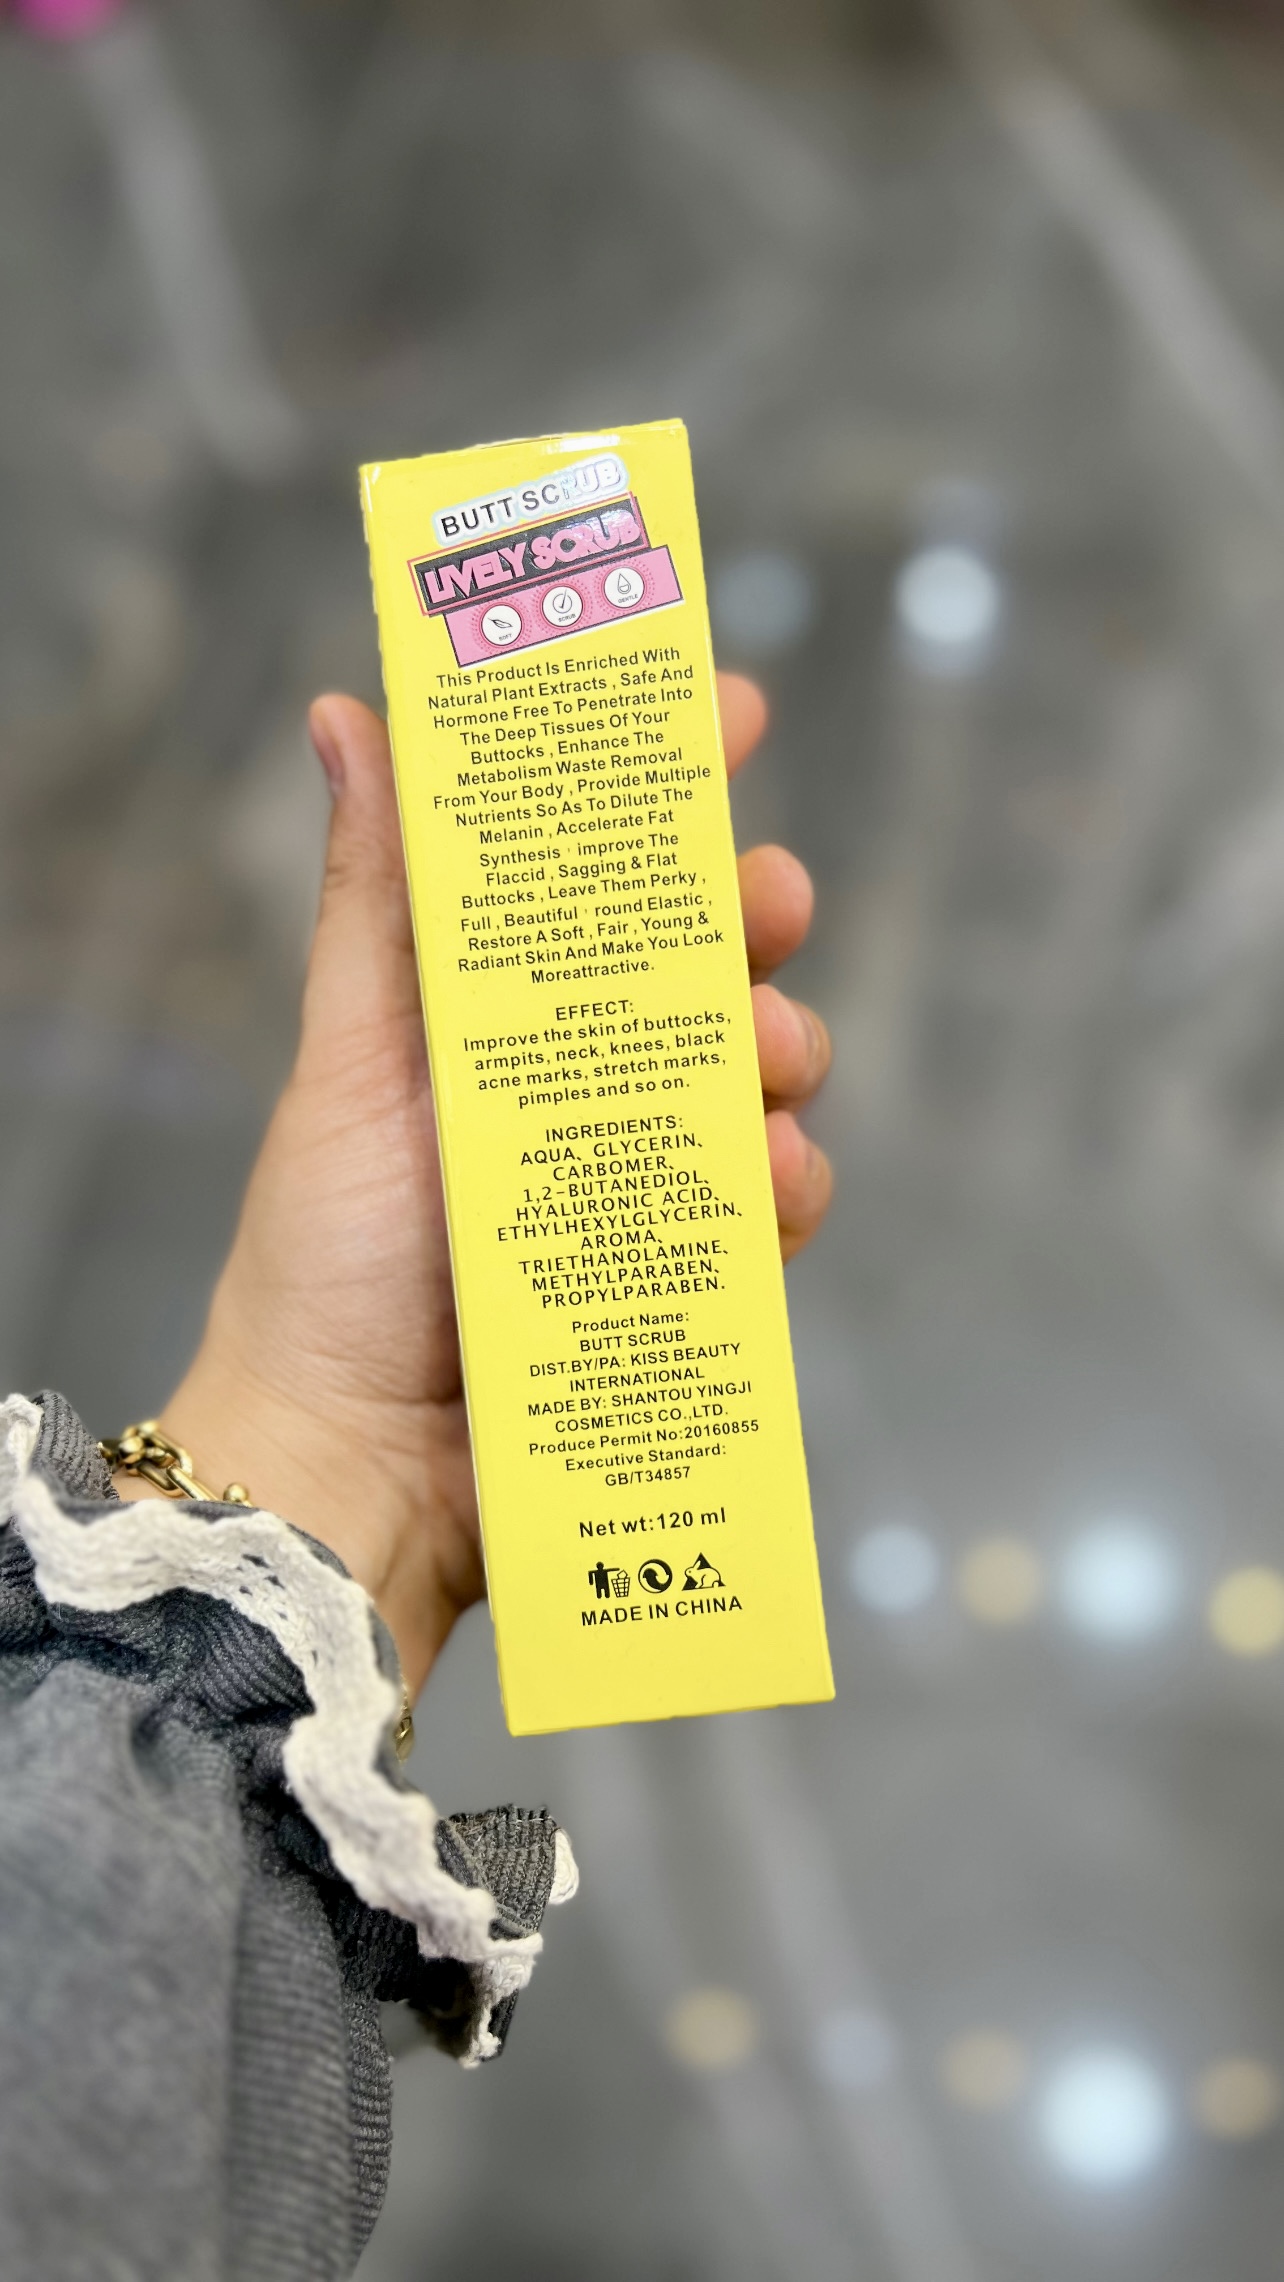 BUTT SCRUB
LIVELY SCRUB
SOFT
SCRUB
GENTLE
This Product Is Enriched With
Natural Plant Extracts , Safe And
Hormone Free To Penetrate Into
The Deep Tissues Of Your
Buttocks , Enhance The
Metabolism Waste Removal
From Your Body , Provide Multiple
Nutrients So As To Dilute The
Melanin , Accelerate Fat
Synthesis , improve The
Flaccid , Sagging & Flat
Buttocks , Leave Them Perky ,
Full , Beautiful , round Elastic ,
Restore A Soft , Fair , Young &
Radiant Skin And Make You Look
Moreattractive.
EFFECT:
Improve the skin of buttocks,
armpits, neck, knees, black
acne marks, stretch marks,
pimples and so on.
INGREDIENTS:
AQUA、GLYCERIN、
CARBOMER、
1,2-BUTANEDIOL、
HYALURONIC ACID、
ETHYLHEXYLGLYCERIN、
AROMA、
TRIETHANOLAMINE、
METHYLPARABEN、
PROPYLPARABEN.
Product Name:
BUTT SCRUB
DIST.BY/PA: KISS BEAUTY
INTERNATIONAL
MADE BY: SHANTOU YINGJI
COSMETICS CO.,LTD.
Produce Permit No:20160855
Executive Standard:
GB/T34857
Net wt:120 ml
MADE IN CHINA